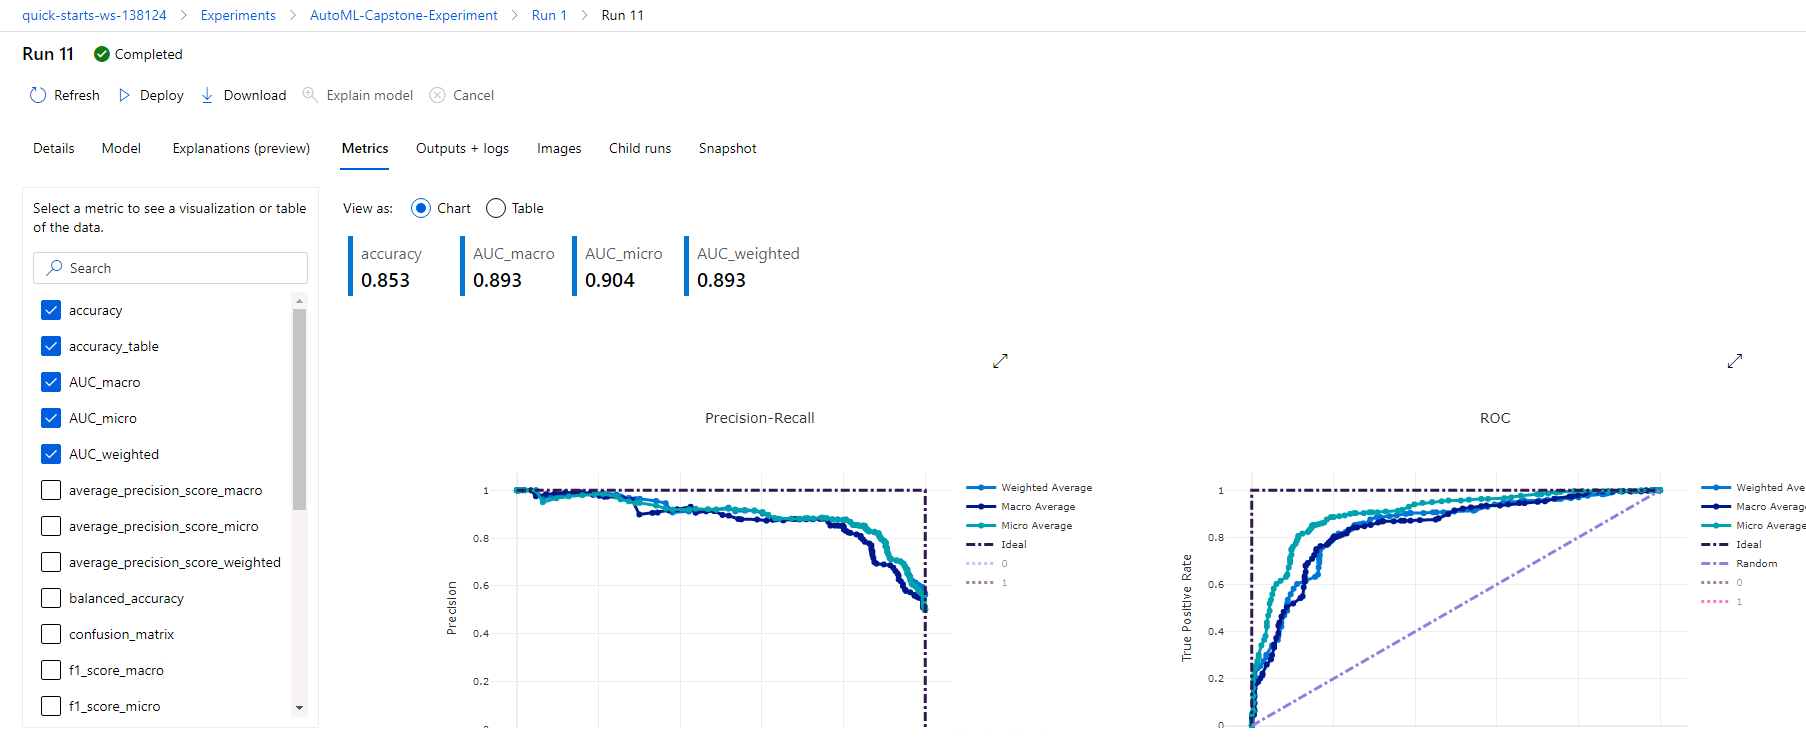 quick-starts-ws-138124 > Experiments > AutoML-Capstone-Experiment > Run 1 > Run 11
Run 11 Completed
Refresh Deploy Download Explain model Cancel
Details Model Explanations (preview) Metrics Outputs + logs Images Child runs Snapshot
Select a metric to see a visualization or table
of the data.
Search
accuracy
accuracy_table
AUC_macro
AUC_micro
AUC_weighted
average_precision_score_macro
average_precision_score_micro
average_precision_score_weighted
balanced_accuracy
confusion_matrix
f1_score_macro
f1_score_micro
View as: Chart Table
accuracy AUC_macro AUC_micro AUC_weighted
0.853 0.893 0.904 0.893
Precision-Recall
Precision
1
0.8
0.6
0.4
0.2
0
Weighted Average
Macro Average
Micro Average
Ideal
0
1
ROC
True Positive Rate
1
0.8
0.6
0.4
0.2
0
Weighted Ave
Macro Average
Micro Average
Ideal
Random
0
1